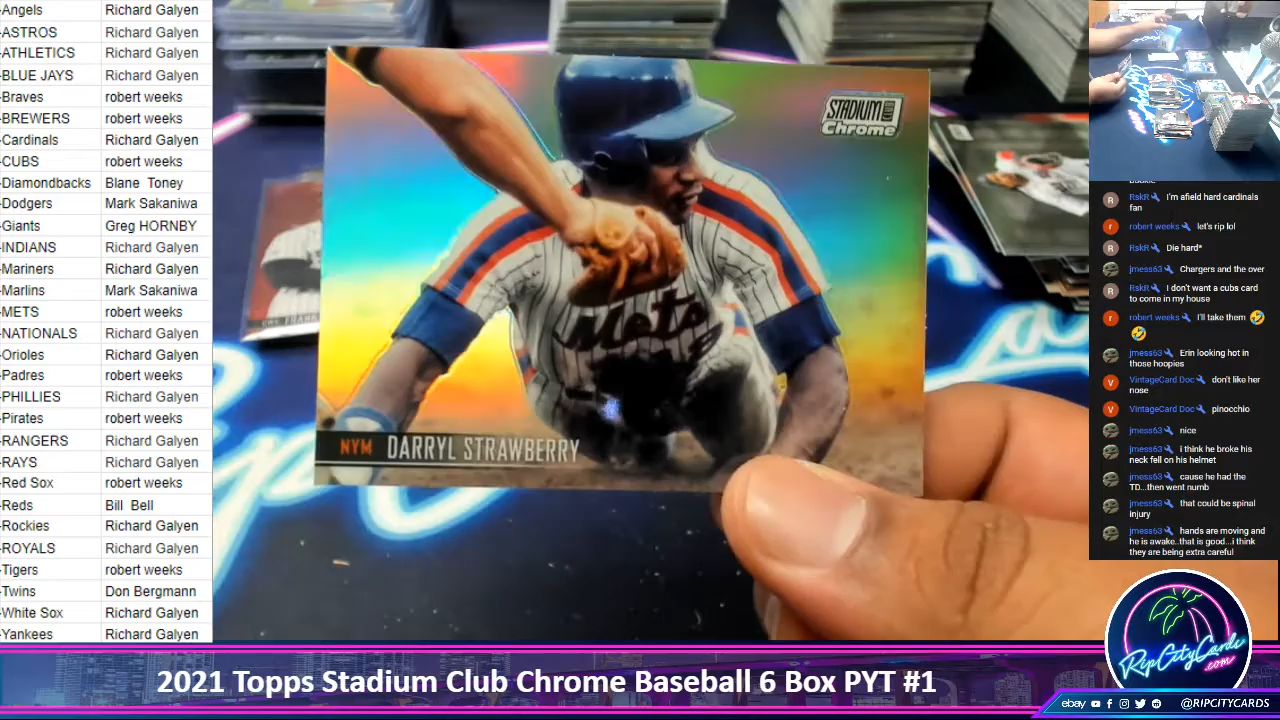 -Angels Richard Galyen
-ASTROS Richard Galyen
-ATHLETICS Richard Galyen
-BLUE JAYS Richard Galyen
-Braves robert weeks
-BREWERS robert weeks
-Cardinals Richard Galyen
-CUBS robert weeks
-Diamondbacks Blane Toney
-Dodgers Mark Sakaniwa
-Giants Greg HORNBY
-INDIANS Richard Galyen
-Mariners Richard Galyen
-Marlins Mark Sakaniwa
-METS robert weeks
-NATIONALS Richard Galyen
-Orioles Richard Galyen
-Padres robert weeks
-PHILLIES Richard Galyen
-Pirates robert weeks
-RANGERS Richard Galyen
-RAYS Richard Galyen
-Red Sox robert weeks
-Reds Bill Bell
-Rockies Richard Galyen
-ROYALS Richard Galyen
-Tigers robert weeks
-Twins Don Bergmann
-White Sox Richard Galyen
-Yankees Richard Galyen
STADIUM CLUB
Chrome
Mets
NYM DARRYL STRAWBERRY
R RskR I'm afield hard cardinals
fan
r robert weeks let's rip lol
R RskR Die hard*
jmess63 Chargers and the over
R RskR I don't want a cubs card
to come in my house
r robert weeks I'll take them 🤣
🤣
jmess63 Erin looking hot in
those hoopies
V VintageCard Doc don't like her
nose
V VintageCard Doc pinocchio
jmess63 nice
jmess63 i think he broke his
neck fell on his helmet
jmess63 cause he had the
TD...then went numb
jmess63 that could be spinal
injury
jmess63 hands are moving and
he is awake..that is good...i think
they are being extra careful
RipCityCards
.com
2021 Topps Stadium Club Chrome Baseball 6 Box PYT #1
ebay @RIPCITYCARDS